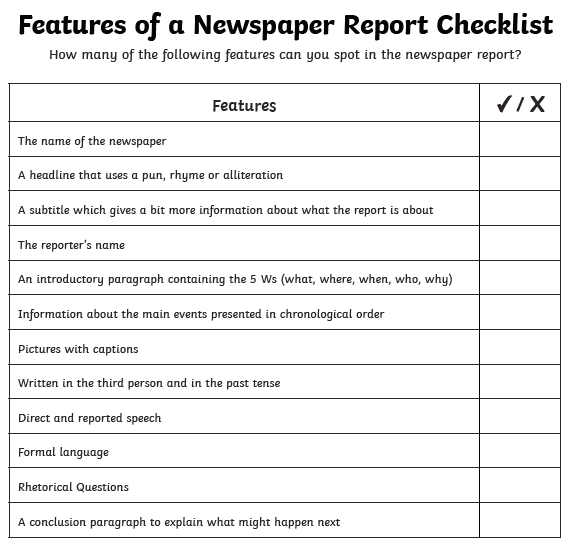 Features of a Newspaper Report Checklist
How many of the following features can you spot in the newspaper report?
Features ✓ / X
The name of the newspaper
A headline that uses a pun, rhyme or alliteration
A subtitle which gives a bit more information about what the report is about
The reporter's name
An introductory paragraph containing the 5 Ws (what, where, when, who, why)
Information about the main events presented in chronological order
Pictures with captions
Written in the third person and in the past tense
Direct and reported speech
Formal language
Rhetorical Questions
A conclusion paragraph to explain what might happen next